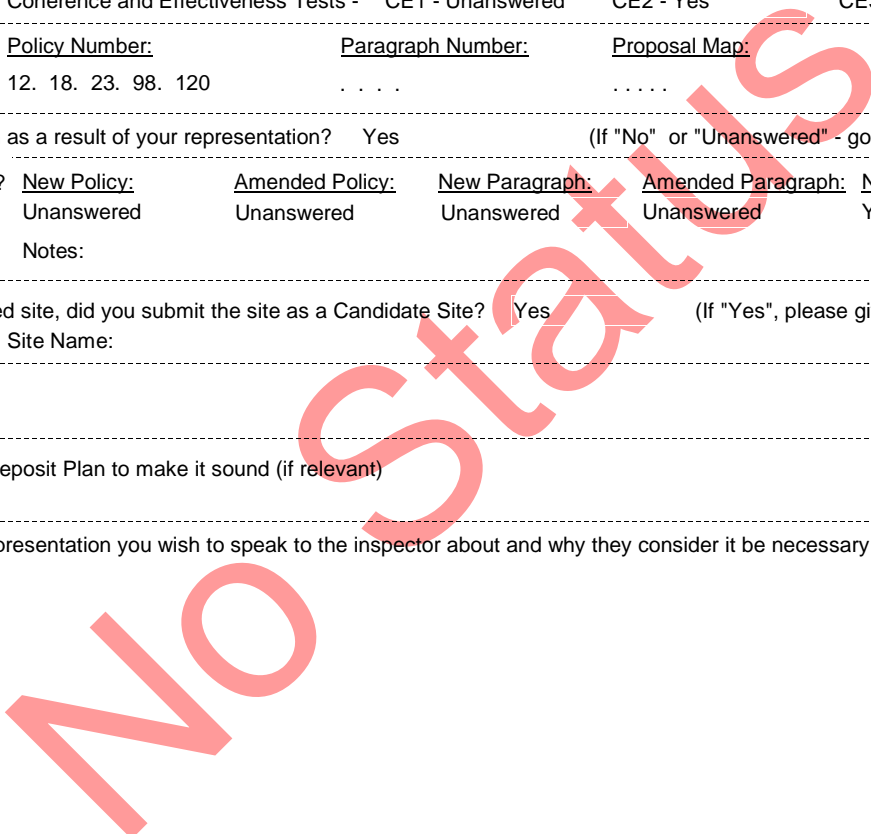 Coherence and Effectiveness Tests - CE1 - Unanswered CE2 - Yes CE3
Policy Number: Paragraph Number: Proposal Map:
12. 18. 23. 98. 120 . . . . . . . . .
as a result of your representation? Yes (If "No" or "Unanswered" - go
? New Policy: Amended Policy: New Paragraph: Amended Paragraph: N
Unanswered Unanswered Unanswered Unanswered Y
Notes:
ed site, did you submit the site as a Candidate Site? Yes (If "Yes", please gi
Site Name:
eposit Plan to make it sound (if relevant)
presentation you wish to speak to the inspector about and why they consider it be necessary
No Status